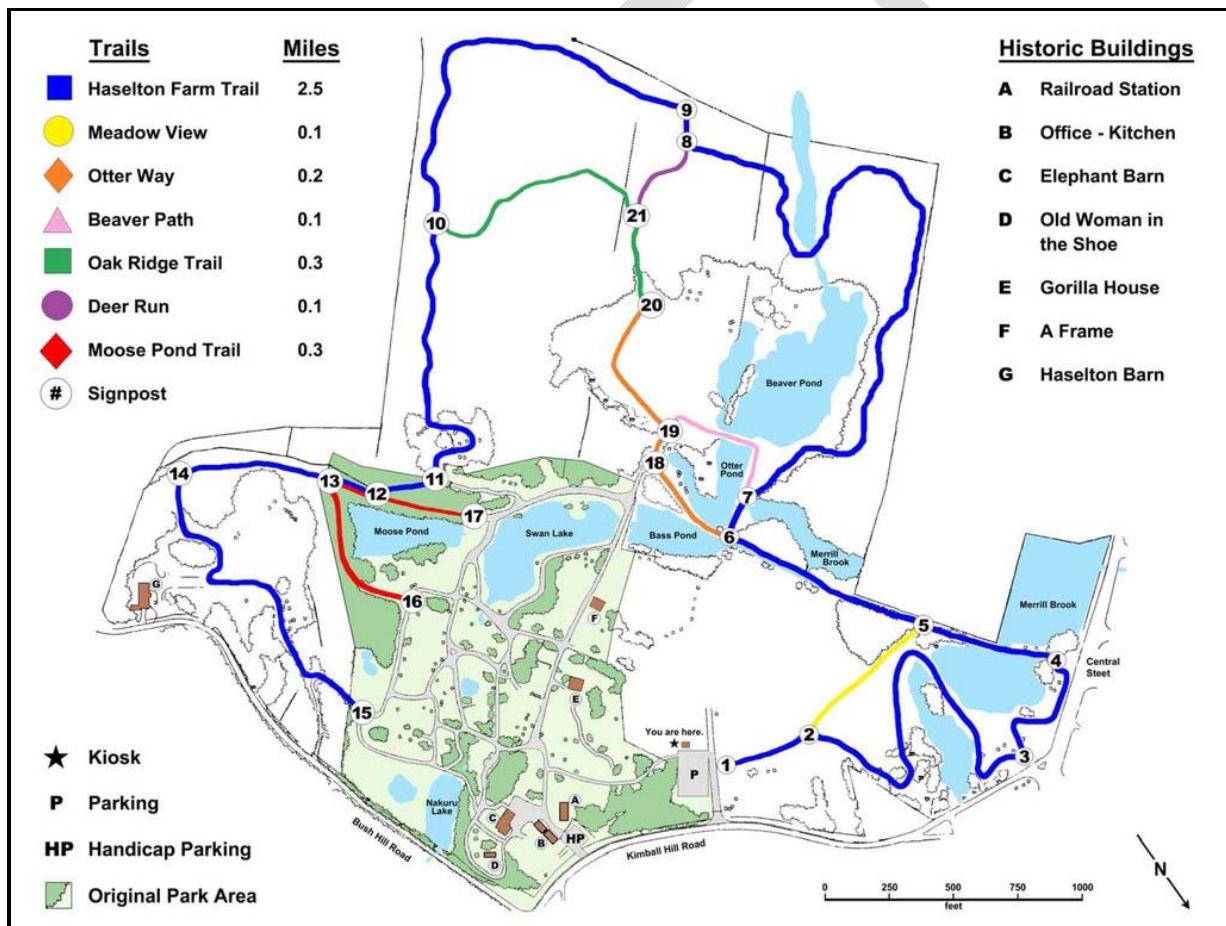 Trails Miles
Haselton Farm Trail 2.5
Meadow View 0.1
Otter Way 0.2
Beaver Path 0.1
Oak Ridge Trail 0.3
Deer Run 0.1
Moose Pond Trail 0.3
# Signpost
Historic Buildings
A Railroad Station
B Office - Kitchen
C Elephant Barn
D Old Woman in
the Shoe
E Gorilla House
F A Frame
G Haselton Barn
9
8
10
21
20
Beaver Pond
19
18
Otter
Pond
14
13
12
11
17
7
Moose Pond
Swan Lake
Bass Pond
6
Merrill
Brook
G
16
F
5
Merrill Brook
4
Central
Steet
E
15
You are here.
2
1
3
P
Nakuru
Lake
A
C
B
HP
D
Bush Hill Road
Kimball Hill Road
Kiosk
P Parking
HP Handicap Parking
Original Park Area
N
0 250 500 750 1000
feet